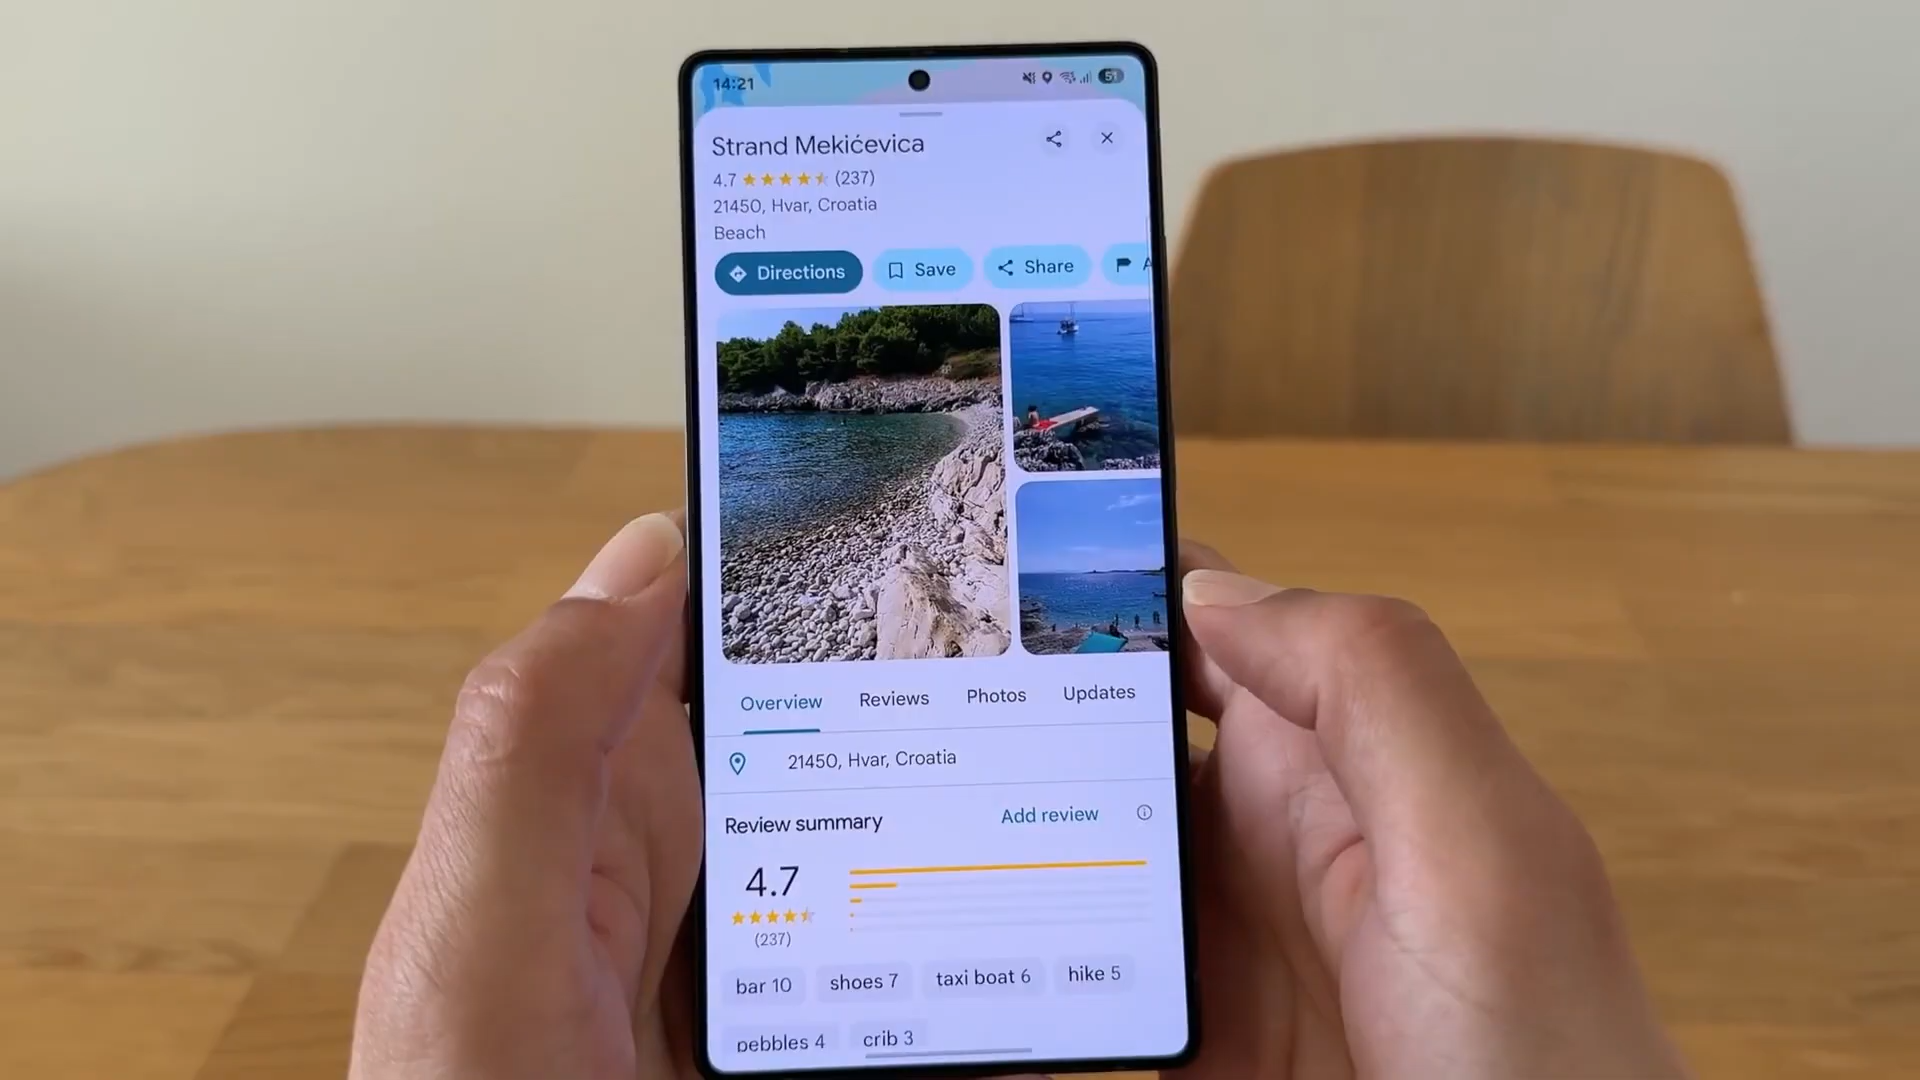 14:21 51
Strand Mekićevica
4.7 (237)
21450, Hvar, Croatia
Beach
Directions Save Share A
Overview Reviews Photos Updates
21450, Hvar, Croatia
Review summary Add review
4.7
(237)
bar 10 shoes 7 taxi boat 6 hike 5
pebbles 4 crib 3